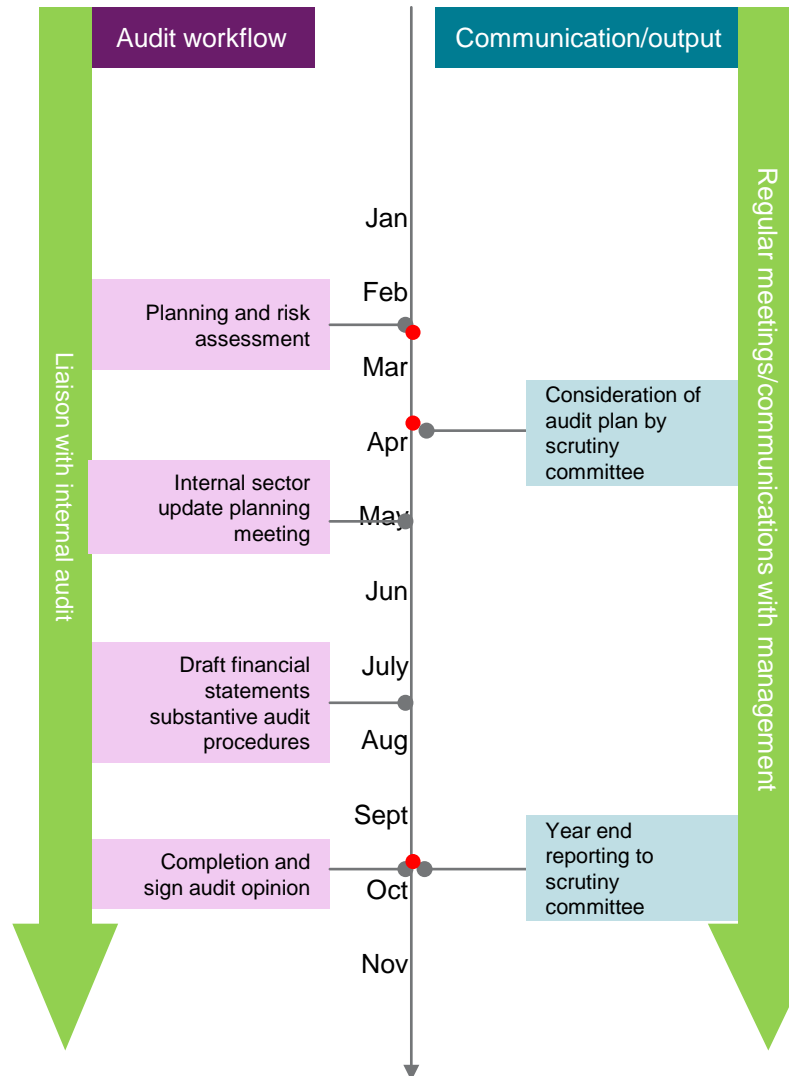 Audit workflow
Communication/output
Jan
Feb
Planning and risk
assessment
Mar
Consideration of
audit plan by
scrutiny
committee
Apr
Internal sector
update planning
meeting
May
Jun
Draft financial
statements
substantive audit
procedures
July
Aug
Sept
Completion and
sign audit opinion
Year end
reporting to
scrutiny
committee
Oct
Nov
Liaison with internal audit
Regular meetings/communications with management